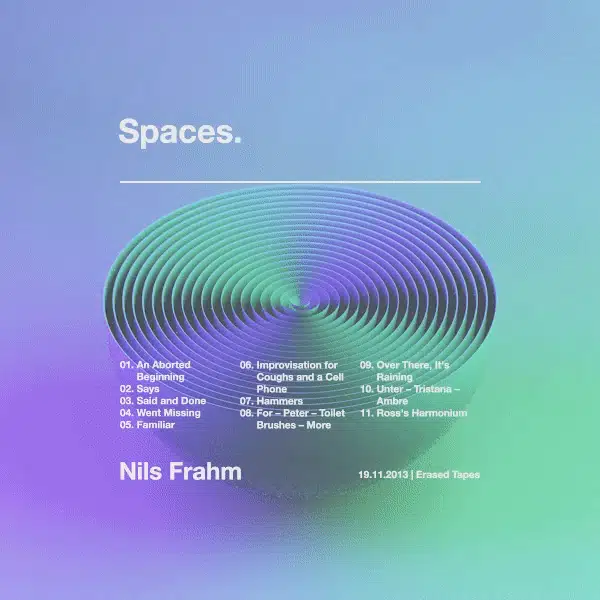 Spaces.
01. An Aborted
Beginning
02. Says
03. Said and Done
04. Went Missing
05. Familiar
06. Improvisation for
Coughs and a Cell
Phone
07. Hammers
08. For – Peter – Toilet
Brushes – More
09. Over There, It's
Raining
10. Unter – Tristana –
Ambre
11. Ross's Harmonium
Nils Frahm
19.11.2013 | Erased Tapes